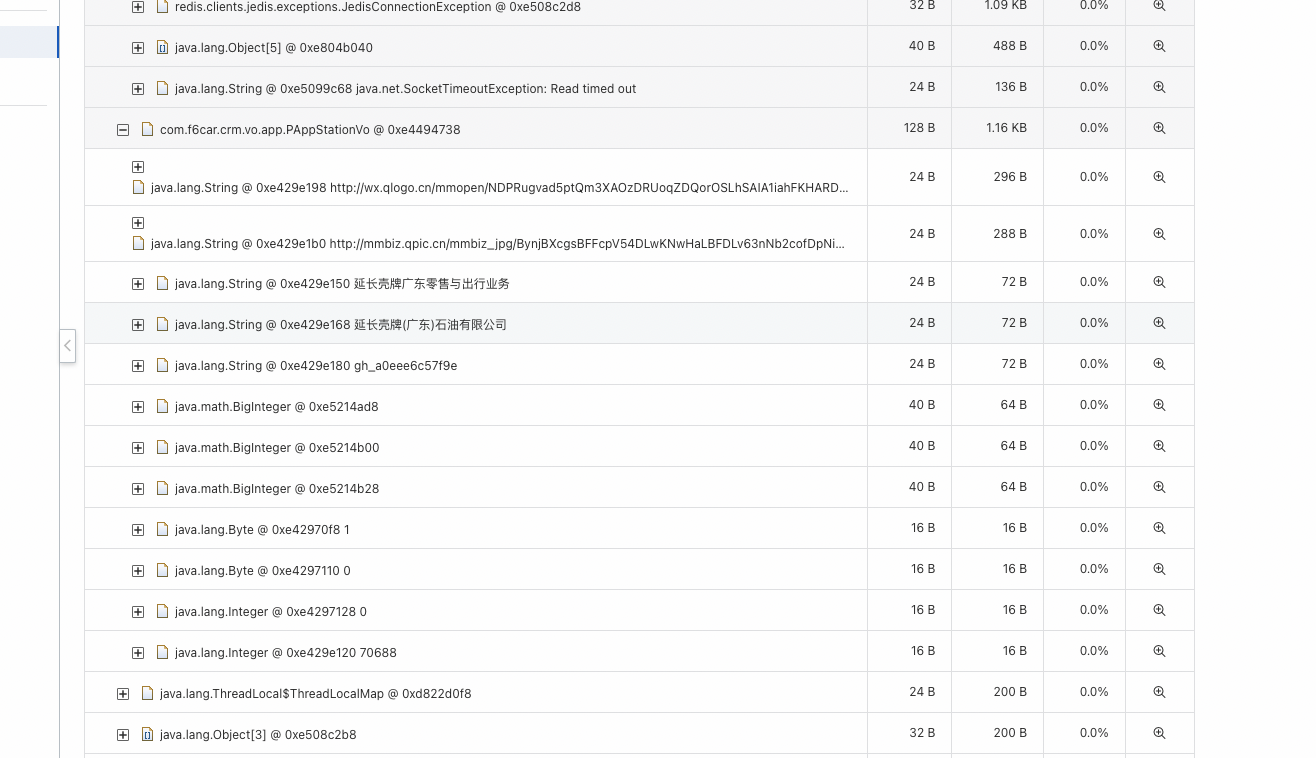 redis.clients.jedis.exceptions.JedisConnectionException @ 0xe508c2d8 32 B 1.09 KB 0.0%
java.lang.Object[5] @ 0xe804b040 40 B 488 B 0.0%
java.lang.String @ 0xe5099c68 java.net.SocketTimeoutException: Read timed out 24 B 136 B 0.0%
com.f6car.crm.vo.app.PAppStationVo @ 0xe4494738 128 B 1.16 KB 0.0%
java.lang.String @ 0xe429e198 http://wx.qlogo.cn/mmopen/NDPRugvad5ptQm3XAOzDRUoqZDQorOSLhSAIA1iahFKHARD... 24 B 296 B 0.0%
java.lang.String @ 0xe429e1b0 http://mmbiz.qpic.cn/mmbiz_jpg/BynjBXcgsBFFcpV54DLwKNwHaLBFDLv63nNb2cofDpNi... 24 B 288 B 0.0%
java.lang.String @ 0xe429e150 延长壳牌广东零售与出行业务 24 B 72 B 0.0%
java.lang.String @ 0xe429e168 延长壳牌(广东)石油有限公司 24 B 72 B 0.0%
java.lang.String @ 0xe429e180 gh_a0eee6c57f9e 24 B 72 B 0.0%
java.math.BigInteger @ 0xe5214ad8 40 B 64 B 0.0%
java.math.BigInteger @ 0xe5214b00 40 B 64 B 0.0%
java.math.BigInteger @ 0xe5214b28 40 B 64 B 0.0%
java.lang.Byte @ 0xe42970f8 1 16 B 16 B 0.0%
java.lang.Byte @ 0xe4297110 0 16 B 16 B 0.0%
java.lang.Integer @ 0xe4297128 0 16 B 16 B 0.0%
java.lang.Integer @ 0xe429e120 70688 16 B 16 B 0.0%
java.lang.ThreadLocal$ThreadLocalMap @ 0xd822d0f8 24 B 200 B 0.0%
java.lang.Object[3] @ 0xe508c2b8 32 B 200 B 0.0%